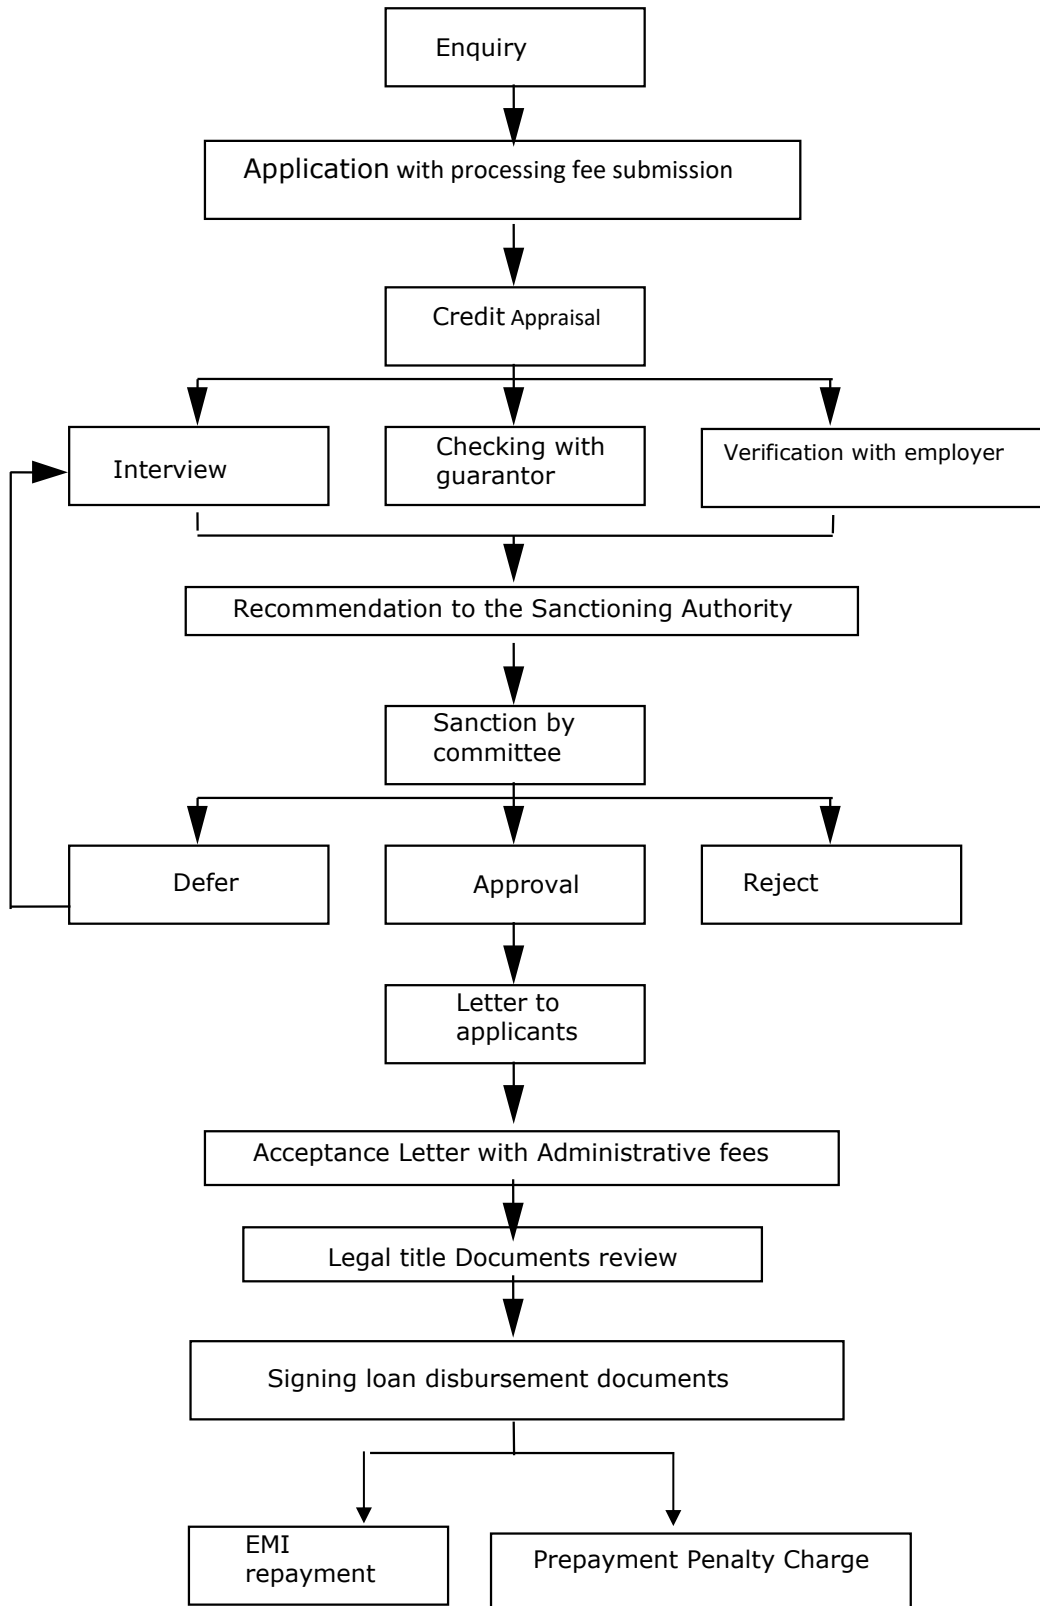 Enquiry
Application with processing fee submission
Credit Appraisal
Interview
Checking with
guarantor
Verification with employer
Recommendation to the Sanctioning Authority
Sanction by
committee
Defer
Approval
Reject
Letter to
applicants
Acceptance Letter with Administrative fees
Legal title Documents review
Signing loan disbursement documents
EMI
repayment
Prepayment Penalty Charge